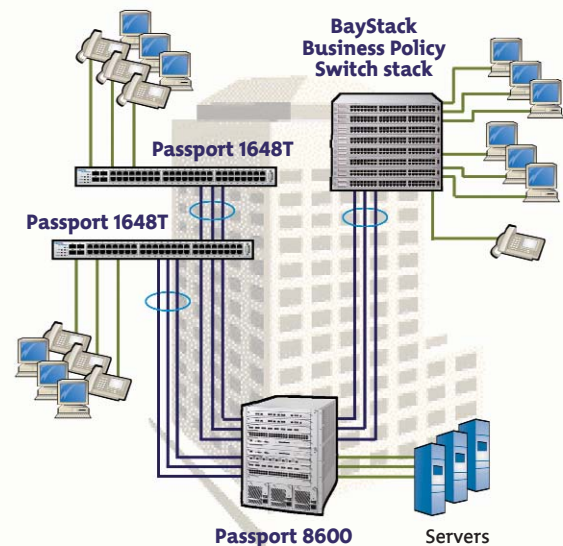 BayStack
Business Policy
Switch stack
Passport 1648T
Passport 1648T
Passport 8600
Servers